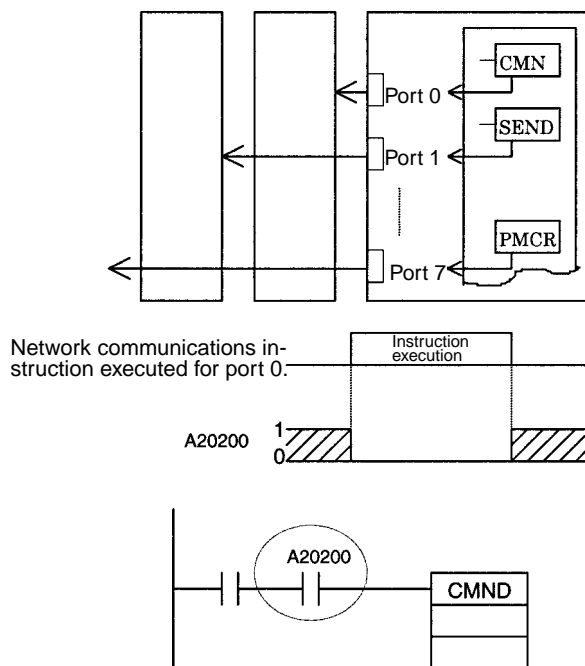 CMN
Port 0
SEND
Port 1
PMCR
Port 7
Network communications in-
struction executed for port 0.
Instruction
execution
A20200
1
0
A20200
CMND